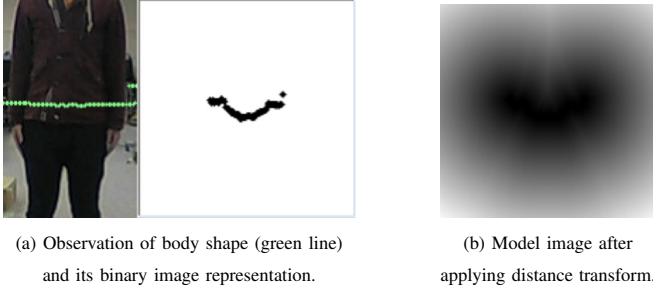 (a) Observation of body shape (green line)
and its binary image representation.
(b) Model image after
applying distance transform.